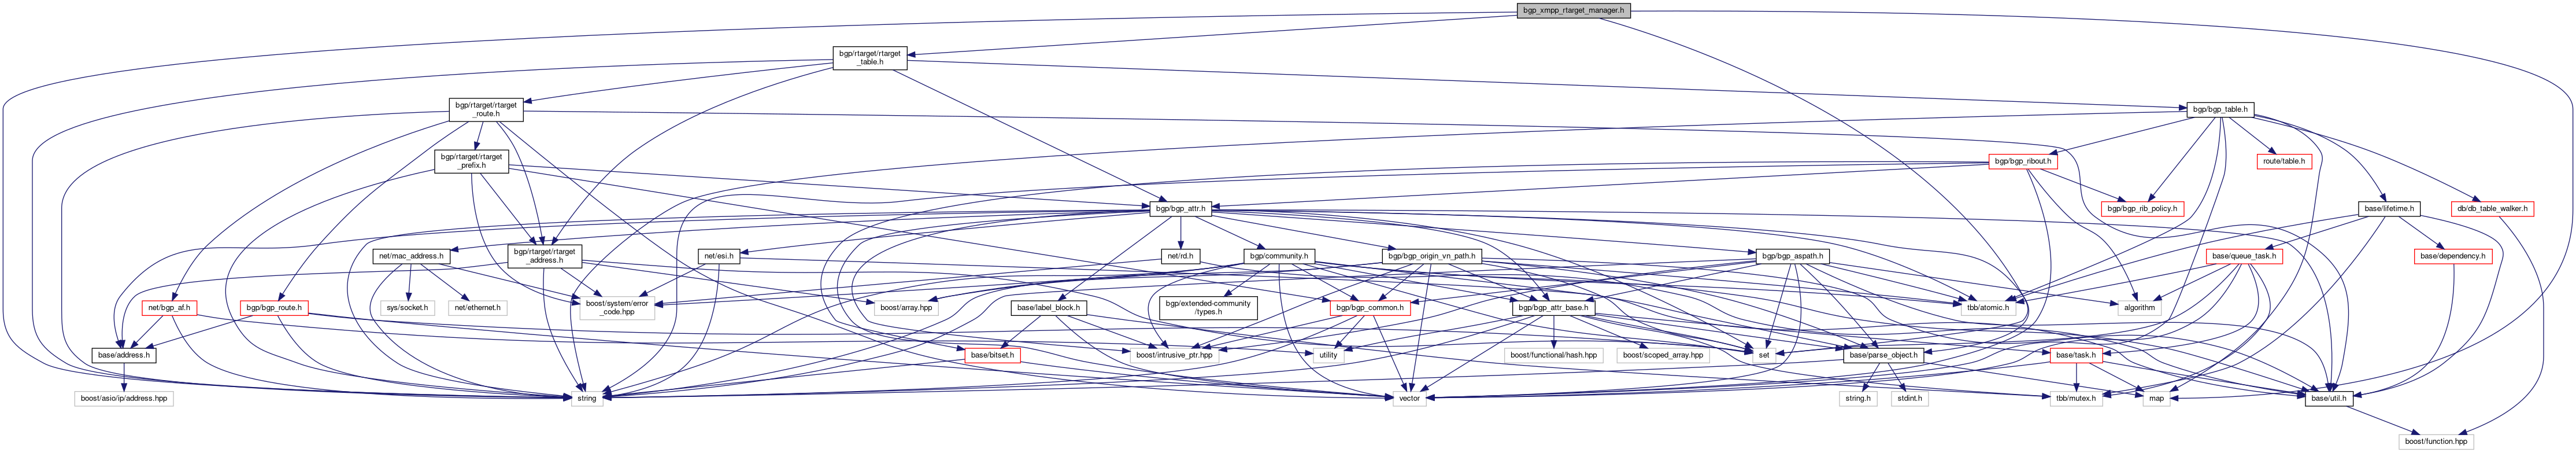 bgp_xmpp_rtarget_manager.h
bgp/rtarget/rtarget
_table.h
bgp/rtarget/rtarget
_route.h
bgp/bgp_table.h
bgp/rtarget/rtarget
_prefix.h
bgp/bgp_ribout.h
route/table.h
bgp/bgp_attr.h
bgp/bgp_rib_policy.h
base/lifetime.h
db/db_table_walker.h
net/mac_address.h
bgp/rtarget/rtarget
_address.h
net/esi.h
net/rd.h
bgp/community.h
bgp/bgp_origin_vn_path.h
bgp/bgp_aspath.h
base/queue_task.h
base/dependency.h
net/bgp_af.h
bgp/bgp_route.h
sys/socket.h
net/ethernet.h
boost/system/error
_code.hpp
boost/array.hpp
base/label_block.h
bgp/extended-community
/types.h
bgp/bgp_common.h
bgp/bgp_attr_base.h
tbb/atomic.h
algorithm
base/address.h
base/bitset.h
boost/intrusive_ptr.hpp
utility
boost/functional/hash.hpp
boost/scoped_array.hpp
set
base/parse_object.h
base/task.h
boost/asio/ip/address.hpp
string
vector
string.h
stdint.h
tbb/mutex.h
map
base/util.h
boost/function.hpp